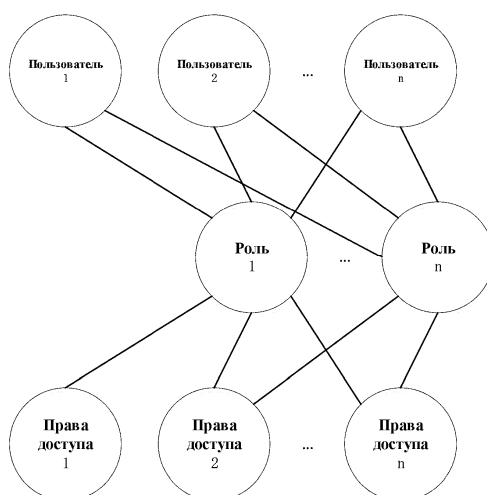 Пользователь
1
Пользователь
2
...
Пользователь
n
Роль
1
...
Роль
n
Права
доступа
1
Права
доступа
2
...
Права
доступа
n